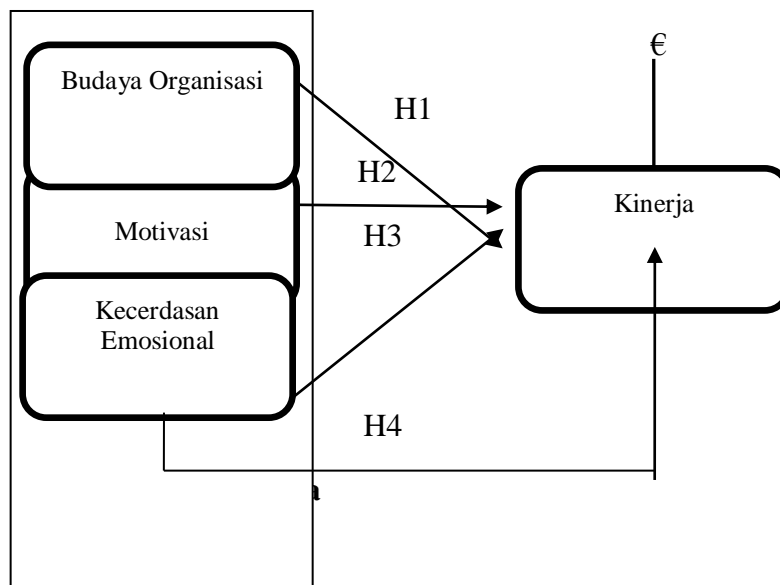 Budaya Organisasi
Motivasi
Kecerdasan
Emosional
H1
H2
H3
H4
€
Kinerja